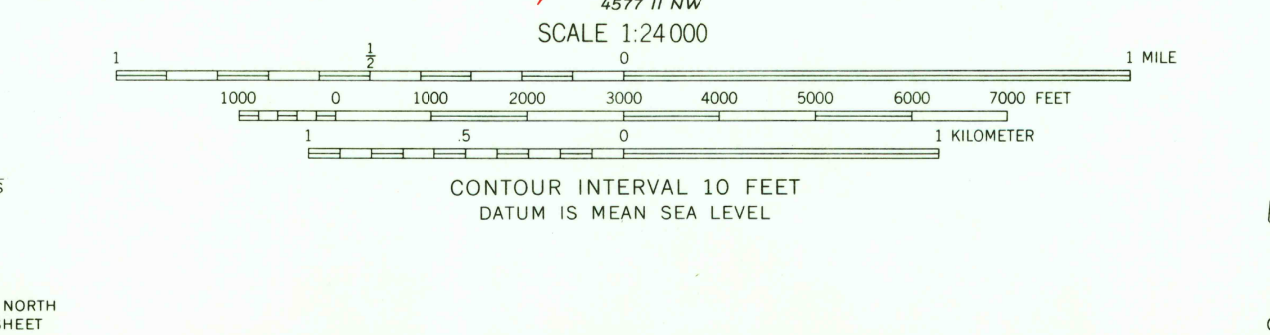 4577 II NW
SCALE 1:24 000
1 1/2 0 1 MILE
1000 0 1000 2000 3000 4000 5000 6000 7000 FEET
1 .5 0 1 KILOMETER
CONTOUR INTERVAL 10 FEET
DATUM IS MEAN SEA LEVEL
NORTH